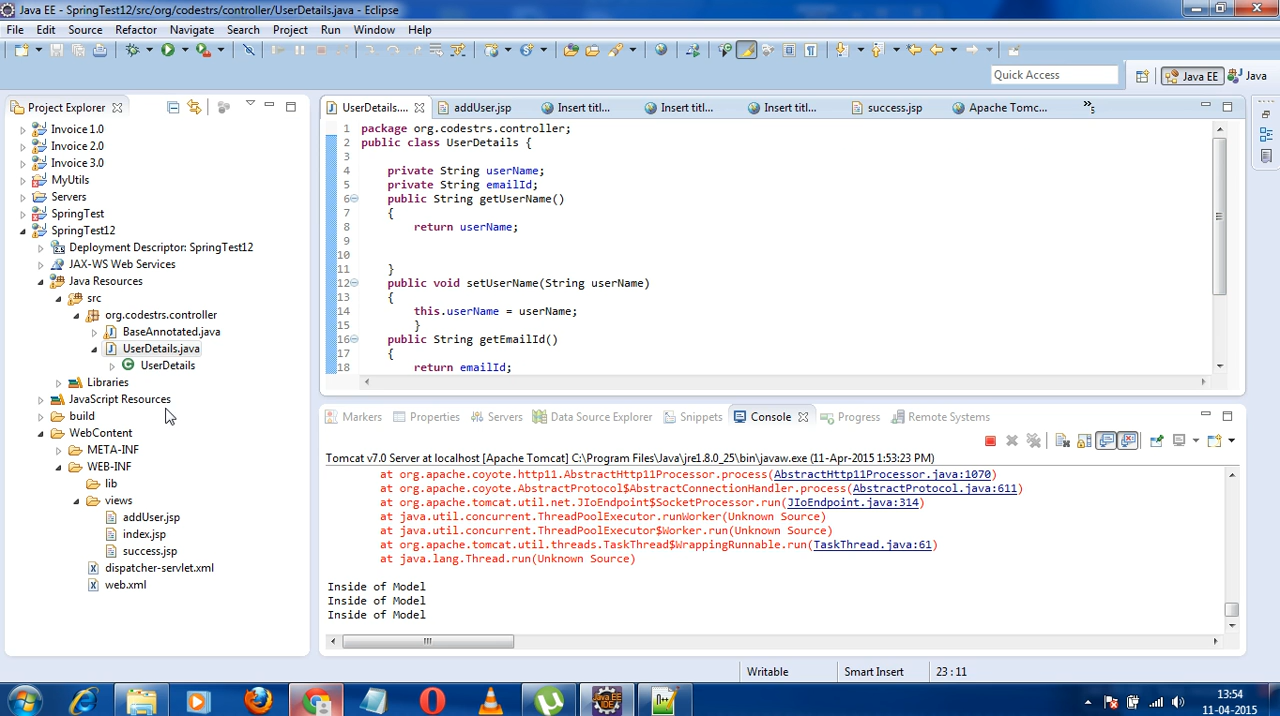 Java EE - SpringTest12/src/org/codestrs/controller/UserDetails.java - Eclipse
File Edit Source Refactor Navigate Search Project Run Window Help
Quick Access
Java EE
Java
Project Explorer
Invoice 1.0
Invoice 2.0
Invoice 3.0
MyUtils
Servers
SpringTest
SpringTest12
Deployment Descriptor: SpringTest12
JAX-WS Web Services
Java Resources
src
org.codestrs.controller
BaseAnnotated.java
UserDetails.java
UserDetails
Libraries
JavaScript Resources
build
WebContent
META-INF
WEB-INF
lib
views
addUser.jsp
index.jsp
success.jsp
dispatcher-servlet.xml
web.xml
UserDetails.... addUser.jsp Insert titl... Insert titl... Insert titl... success.jsp Apache Tomc... »5
1 package org.codestrs.controller;
2 public class UserDetails {
3
4 private String userName;
5 private String emailId;
6 public String getUserName()
7 {
8 return userName;
9
10
11 }
12 public void setUserName(String userName)
13 {
14 this.userName = userName;
15 }
16 public String getEmailId()
17 {
18 return emailId;
Markers Properties Servers Data Source Explorer Snippets Console Progress Remote Systems
Tomcat v7.0 Server at localhost [Apache Tomcat] C:\Program Files\Java\jre1.8.0_25\bin\javaw.exe (11-Apr-2015 1:53:23 PM)
at org.apache.coyote.http11.AbstractHttp11Processor.process(AbstractHttp11Processor.java:1070)
at org.apache.coyote.AbstractProtocol$AbstractConnectionHandler.process(AbstractProtocol.java:611)
at org.apache.tomcat.util.net.JIoEndpoint$SocketProcessor.run(JIoEndpoint.java:314)
at java.util.concurrent.ThreadPoolExecutor.runWorker(Unknown Source)
at java.util.concurrent.ThreadPoolExecutor$Worker.run(Unknown Source)
at org.apache.tomcat.util.threads.TaskThread$WrappingRunnable.run(TaskThread.java:61)
at java.lang.Thread.run(Unknown Source)
Inside of Model
Inside of Model
Inside of Model
Writable Smart Insert 23 : 11
Java EE
IDE
13:54
11-04-2015